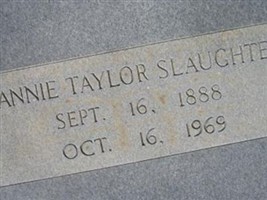 ANNIE TAYLOR SLAUGHTE
SEPT. 16, 1888
OCT. 16, 1969